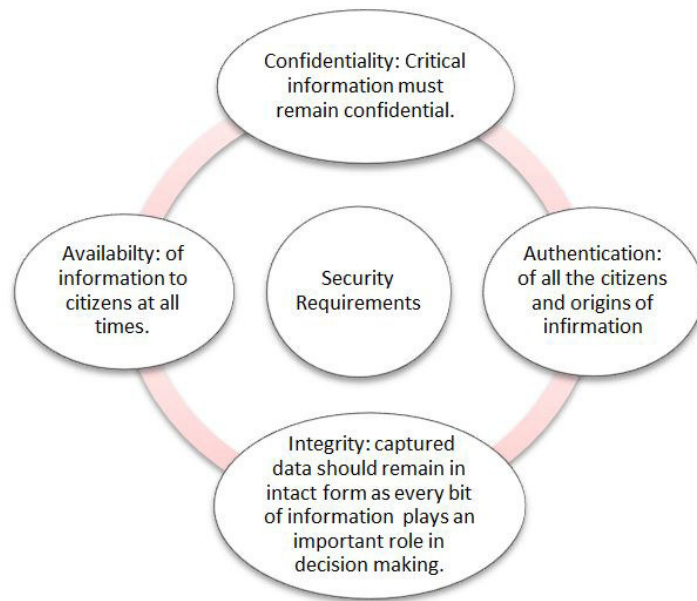 Confidentiality: Critical
information must
remain confidential.
Availabilty: of
information to
citizens at all
times.
Security
Requirements
Authentication:
of all the citizens
and origins of
infirmation
Integrity: captured
data should remain in
intact form as every bit
of information plays an
important role in
decision making.